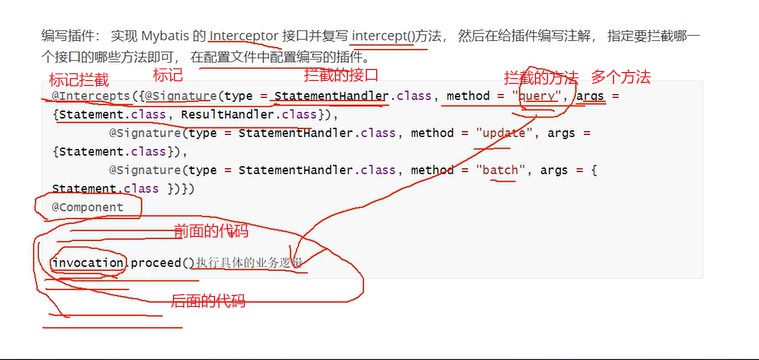 编写插件： 实现 Mybatis 的 Interceptor 接口并复写 intercept()方法， 然后在给插件编写注解， 指定要拦截哪一
个接口的哪些方法即可， 在配置文件中配置编写的插件。
标记拦截 标记 拦截的接口 拦截的方法 多个方法
@Intercepts({@Signature(type = StatementHandler.class, method = "query", args =
{Statement.class, ResultHandler.class}),
@Signature(type = StatementHandler.class, method = "update", args =
{Statement.class}),
@Signature(type = StatementHandler.class, method = "batch", args = {
Statement.class })})
@Component
前面的代码
invocation.proceed()执行具体的业务逻辑
后面的代码